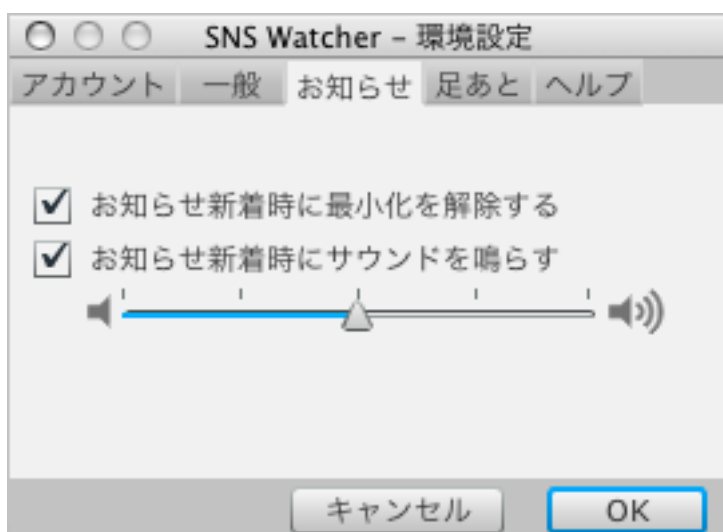 SNS Watcher – 環境設定
アカウント 一般 お知らせ 足あと ヘルプ
お知らせ新着時に最小化を解除する
お知らせ新着時にサウンドを鳴らす
キャンセル OK